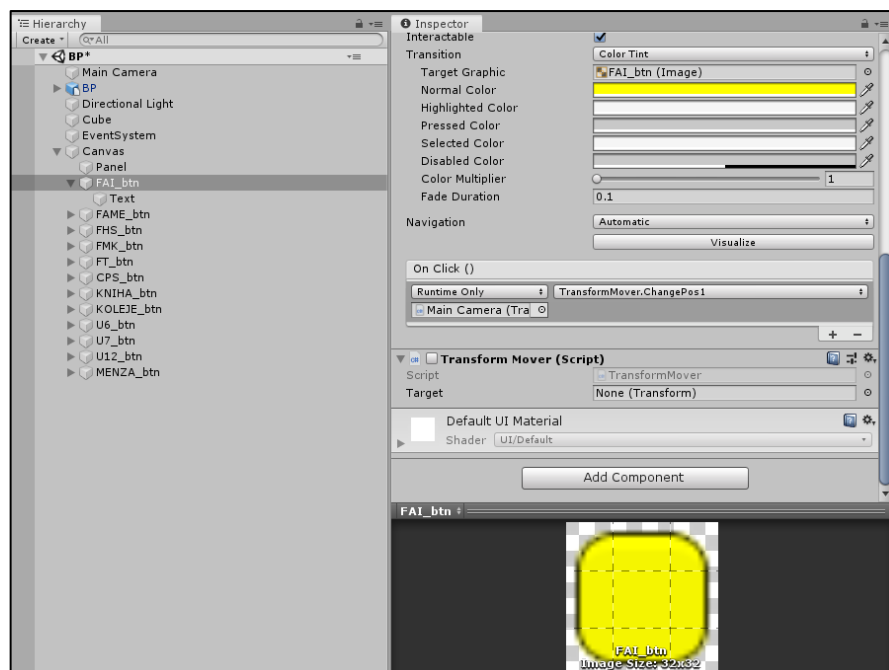 Hierarchy
Create
All
BP*
Main Camera
BP
Directional Light
Cube
EventSystem
Canvas
Panel
FAI_btn
Text
FAME_btn
FHS_btn
FMK_btn
FT_btn
CPS_btn
KNIHA_btn
KOLEJE_btn
U6_btn
U7_btn
U12_btn
MENZA_btn
Inspector
Interactable
Transition Color Tint
Target Graphic FAI_btn (Image)
Normal Color
Highlighted Color
Pressed Color
Selected Color
Disabled Color
Color Multiplier 1
Fade Duration 0.1
Navigation Automatic
Visualize
On Click ()
Runtime Only TransformMover.ChangePos1
Main Camera (Tra
Transform Mover (Script)
Script TransformMover
Target None (Transform)
Default UI Material
Shader UI/Default
Add Component
FAI_btn
FAI_btn
Image Size: 32x32